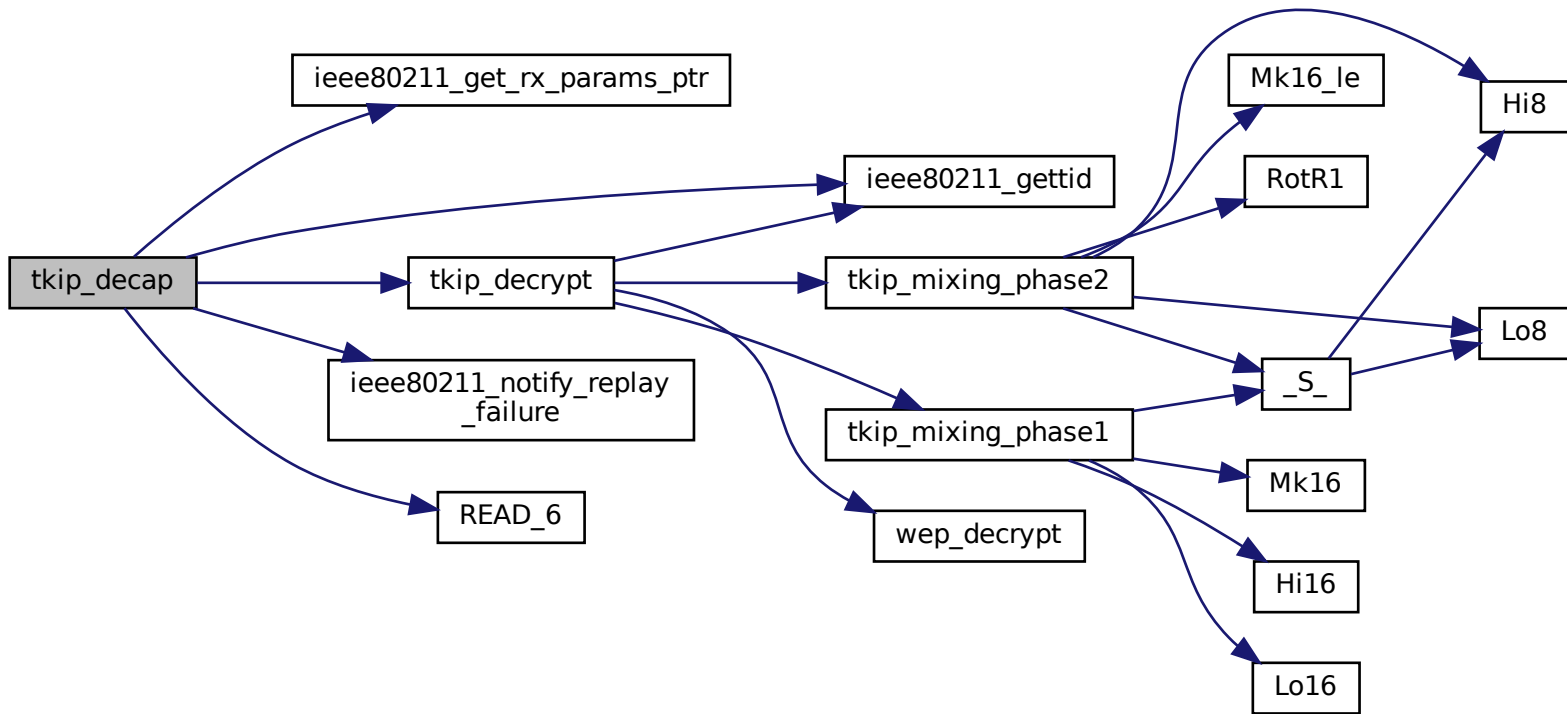 tkip_decap
ieee80211_get_rx_params_ptr
ieee80211_gettid
tkip_decrypt
ieee80211_notify_replay
_failure
READ_6
tkip_mixing_phase2
tkip_mixing_phase1
wep_decrypt
Mk16_le
RotR1
_S_
Mk16
Hi16
Lo16
Hi8
Lo8